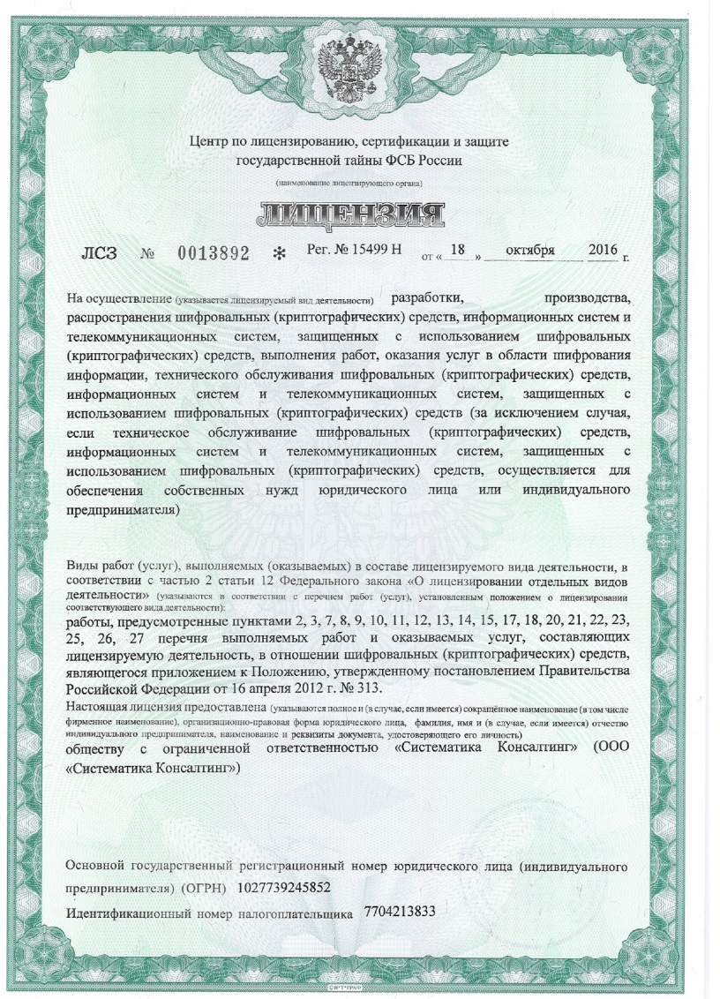 Центр по лицензированию, сертификации и защите
государственной тайны ФСБ России
(наименование лицензирующего органа)
ЛИЦЕНЗИЯ
ЛСЗ № 0013892 * Рег. № 15499 Н от « 18 » октября 2016 г.
На осуществление (указывается лицензируемый вид деятельности) разработки, производства,
распространения шифровальных (криптографических) средств, информационных систем и
телекоммуникационных систем, защищенных с использованием шифровальных
(криптографических) средств, выполнения работ, оказания услуг в области шифрования
информации, технического обслуживания шифровальных (криптографических) средств,
информационных систем и телекоммуникационных систем, защищенных с
использованием шифровальных (криптографических) средств (за исключением случая,
если техническое обслуживание шифровальных (криптографических) средств,
информационных систем и телекоммуникационных систем, защищенных с
использованием шифровальных (криптографических) средств, осуществляется для
обеспечения собственных нужд юридического лица или индивидуального
предпринимателя)
Виды работ (услуг), выполняемых (оказываемых) в составе лицензируемого вида деятельности, в
соответствии с частью 2 статьи 12 Федерального закона «О лицензировании отдельных видов
деятельности» (указываются в соответствии с перечнем работ (услуг), установленным положением о лицензировании
соответствующего вида деятельности):
работы, предусмотренные пунктами 2, 3, 7, 8, 9, 10, 11, 12, 13, 14, 15, 17, 18, 20, 21, 22, 23,
25, 26, 27 перечня выполняемых работ и оказываемых услуг, составляющих
лицензируемую деятельность, в отношении шифровальных (криптографических) средств,
являющегося приложением к Положению, утвержденному постановлением Правительства
Российской Федерации от 16 апреля 2012 г. № 313.
Настоящая лицензия предоставлена (указываются полное и (в случае, если имеется) сокращённое наименование (в том числе
фирменное наименование), организационно-правовая форма юридического лица, фамилия, имя и (в случае, если имеется) отчество
индивидуального предпринимателя, наименование и реквизиты документа, удостоверяющего его личность)
обществу с ограниченной ответственностью «Систематика Консалтинг» (ООО
«Систематика Консалтинг»)
Основной государственный регистрационный номер юридического лица (индивидуального
предпринимателя) (ОГРН) 1027739245852
Идентификационный номер налогоплательщика 7704213833